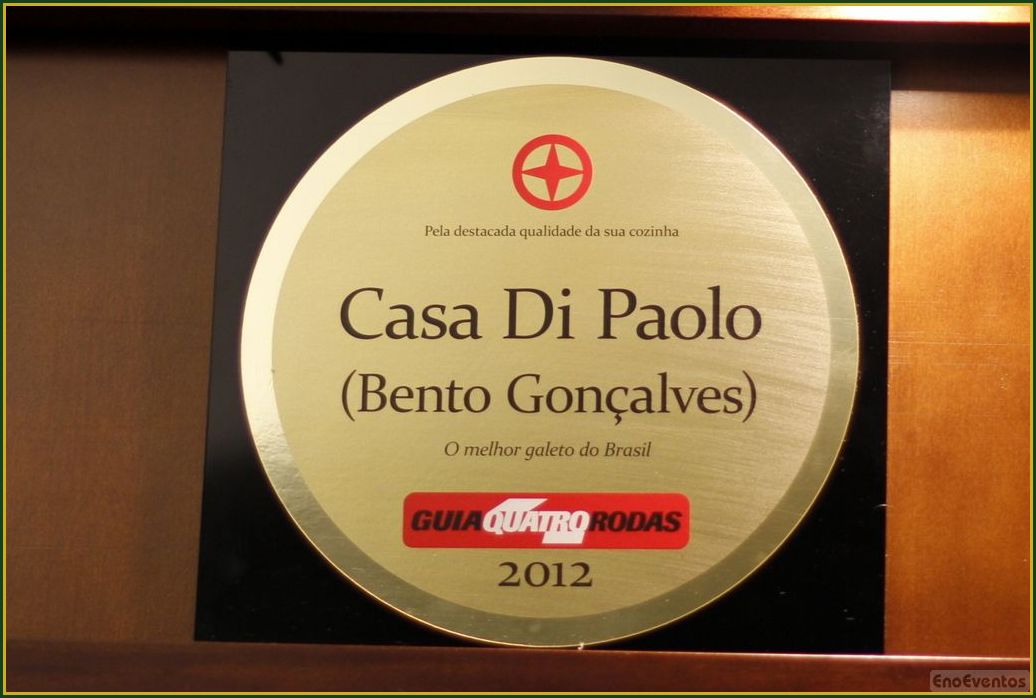 Pela destacada qualidade da sua cozinha
Casa Di Paolo
(Bento Gonçalves)
O melhor galeto do Brasil
GUIA QUATRO RODAS
2012
EnoEventos